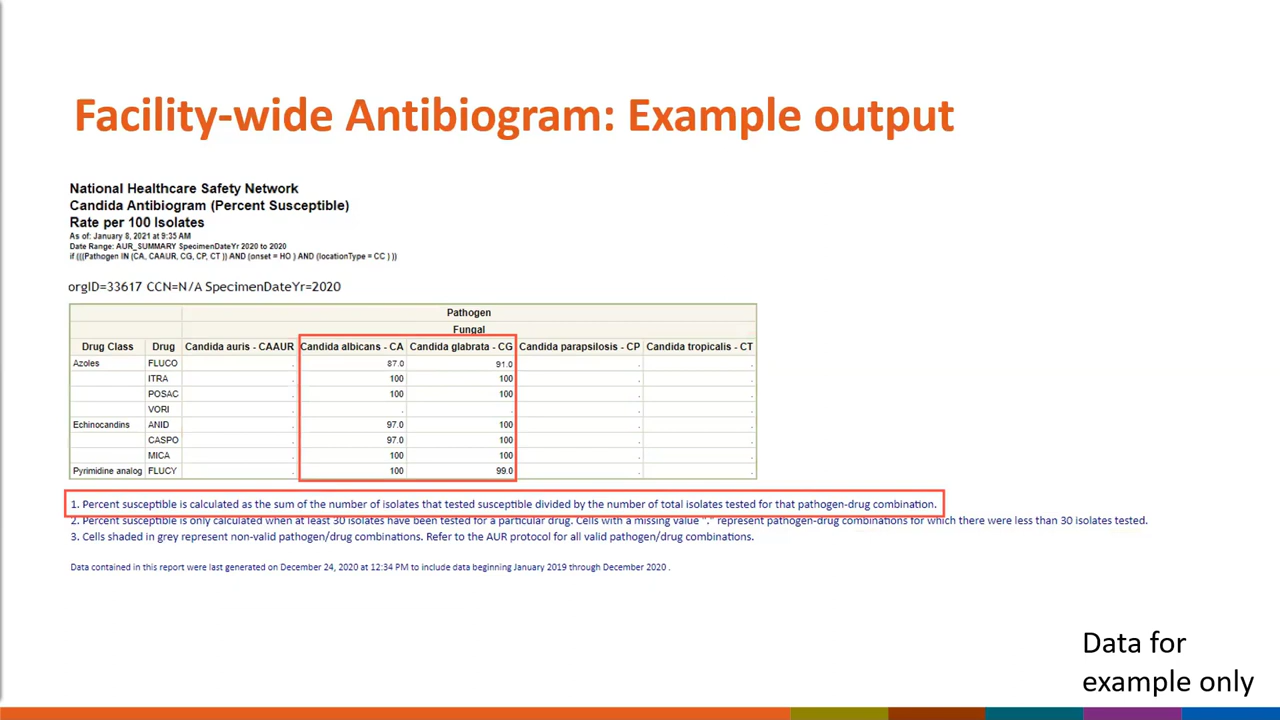 Facility-wide Antibiogram: Example output
National Healthcare Safety Network
Candida Antibiogram (Percent Susceptible)
Rate per 100 Isolates
As of: January 8, 2021 at 9:35 AM
Date Range: AUR_SUMMARY SpecimenDateYr 2020 to 2020
if (((Pathogen IN (CA, CAAUR, CG, CP, CT )) AND (onset = HO ) AND (locationType = CC ) ))
orgID=33617 CCN=N/A SpecimenDateYr=2020
Pathogen
Fungal
Drug Class Drug Candida auris - CAAUR Candida albicans - CA Candida glabrata - CG Candida parapsilosis - CP Candida tropicalis - CT
Azoles FLUCO . 87.0 91.0 . .
ITRA . 100 100 . .
POSAC . 100 100 . .
VORI . . . . .
Echinocandins ANID . 97.0 100 . .
CASPO . 97.0 100 . .
MICA . 100 100 . .
Pyrimidine analog FLUCY . 100 99.0 . .
1. Percent susceptible is calculated as the sum of the number of isolates that tested susceptible divided by the number of total isolates tested for that pathogen-drug combination.
2. Percent susceptible is only calculated when at least 30 isolates have been tested for a particular drug. Cells with a missing value "." represent pathogen-drug combinations for which there were less than 30 isolates tested.
3. Cells shaded in grey represent non-valid pathogen/drug combinations. Refer to the AUR protocol for all valid pathogen/drug combinations.
Data contained in this report were last generated on December 24, 2020 at 12:34 PM to include data beginning January 2019 through December 2020 .
Data for
example only